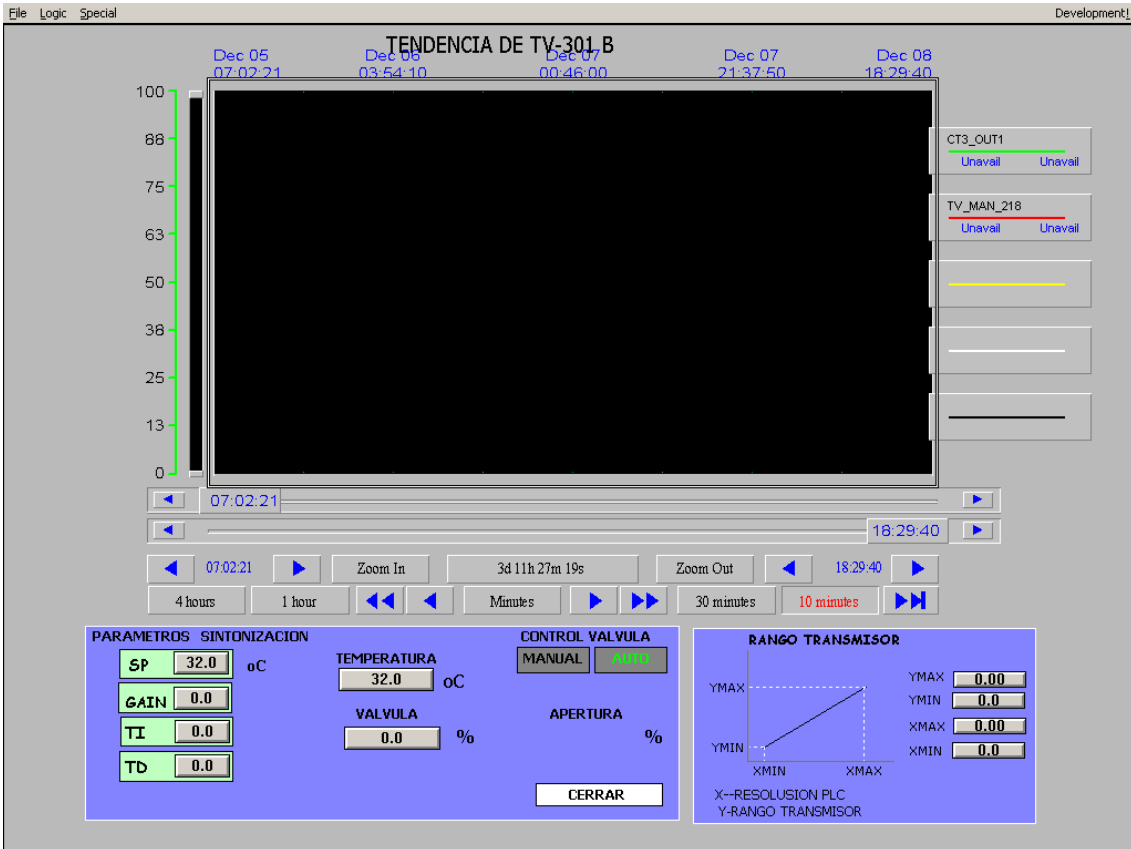 File Logic Special Development!
TENDENCIA DE TV-301 B
Dec 05 Dec 06 Dec 07 Dec 07 Dec 08
07:02:21 03:54:10 00:46:00 21:37:50 18:29:40
100
88
75
63
50
38
25
13
0
CT3_OUT1
Unavail Unavail
TV_MAN_218
Unavail Unavail
07:02:21
18:29:40
07:02:21 Zoom In 3d 11h 27m 19s Zoom Out 18:29:40
4 hours 1 hour Minutes 30 minutes 10 minutes
PARAMETROS SINTONIZACION
SP 32.0 oC
GAIN 0.0
TI 0.0
TD 0.0
TEMPERATURA
32.0 oC
VALVULA
0.0 %
CONTROL VALVULA
MANUAL AUTO
APERTURA
%
CERRAR
RANGO TRANSMISOR
YMAX
YMIN
XMIN XMAX
YMAX 0.00
YMIN 0.0
XMAX 0.00
XMIN 0.0
X--RESOLUSION PLC
Y-RANGO TRANSMISOR